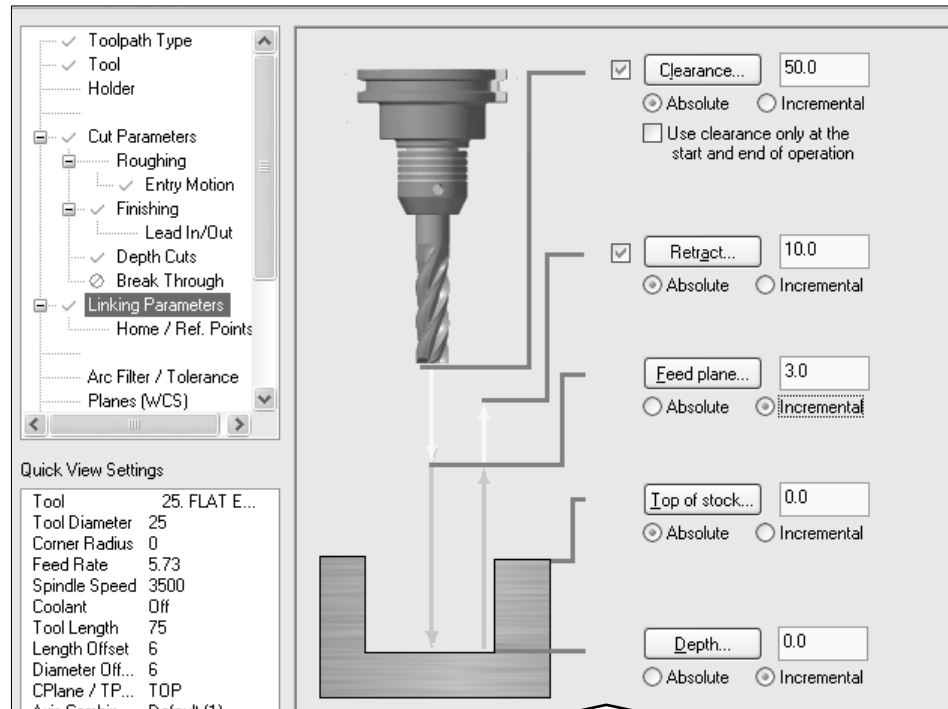 Toolpath Type
Tool
Holder
Cut Parameters
Roughing
Entry Motion
Finishing
Lead In/Out
Depth Cuts
Break Through
Linking Parameters
Home / Ref. Points
Arc Filter / Tolerance
Planes (WCS)
Quick View Settings
Tool 25. FLAT E...
Tool Diameter 25
Corner Radius 0
Feed Rate 5.73
Spindle Speed 3500
Coolant Off
Tool Length 75
Length Offset 6
Diameter Off... 6
CPlane / TP... TOP
Default (1)
Clearance... 50.0
Absolute Incremental
Use clearance only at the
start and end of operation
Retract... 10.0
Absolute Incremental
Feed plane... 3.0
Absolute Incremental
Top of stock... 0.0
Absolute Incremental
Depth... 0.0
Absolute Incremental